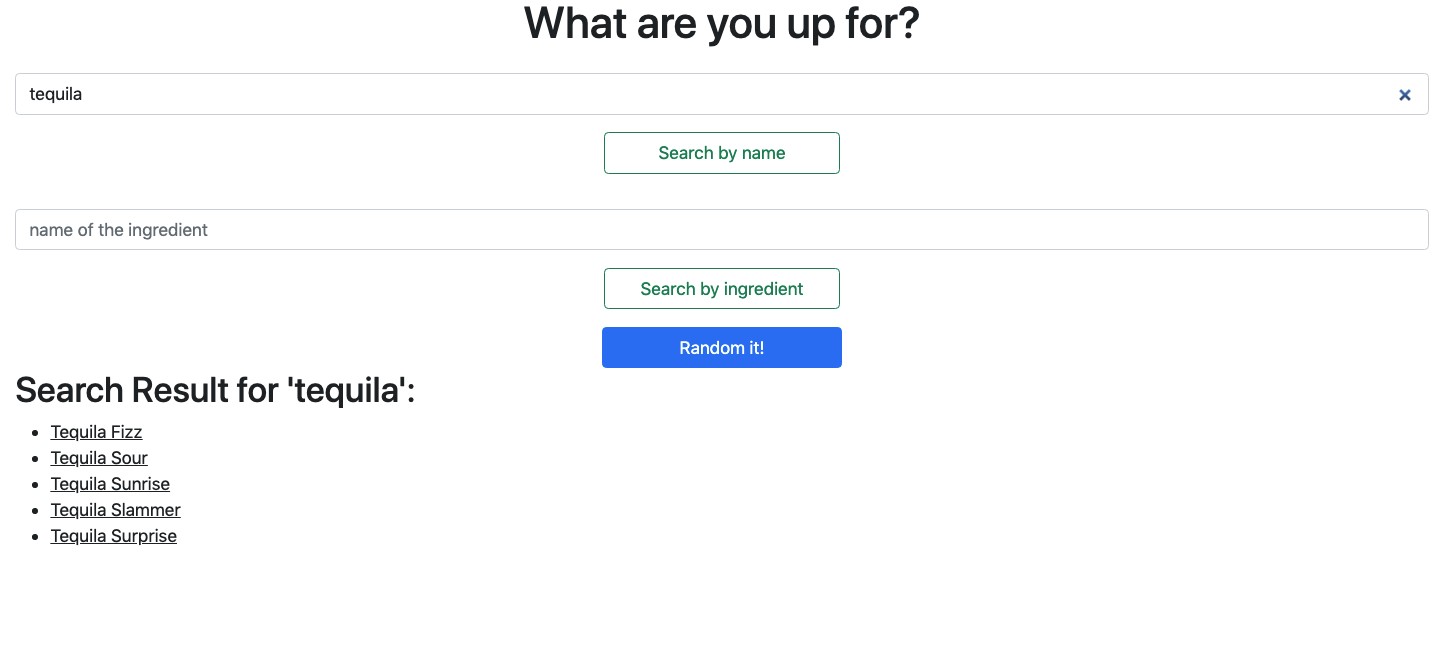 What are you up for?
tequila
Search by name
name of the ingredient
Search by ingredient
Random it!
Search Result for 'tequila':
Tequila Fizz
Tequila Sour
Tequila Sunrise
Tequila Slammer
Tequila Surprise